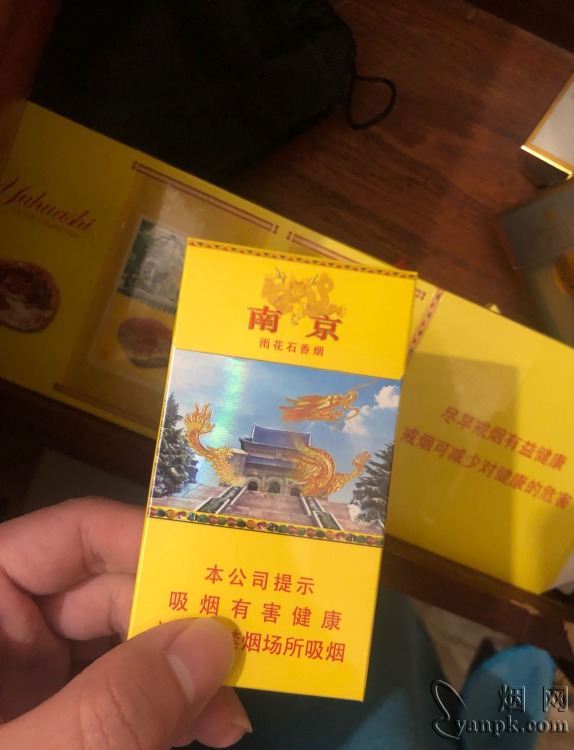 Yuhuashi
南京
雨花石香烟
本公司提示
吸烟有害健康
烟场所吸烟
尽早戒烟有益健康
戒烟可减少对健康的危害
烟网
yanpk.com